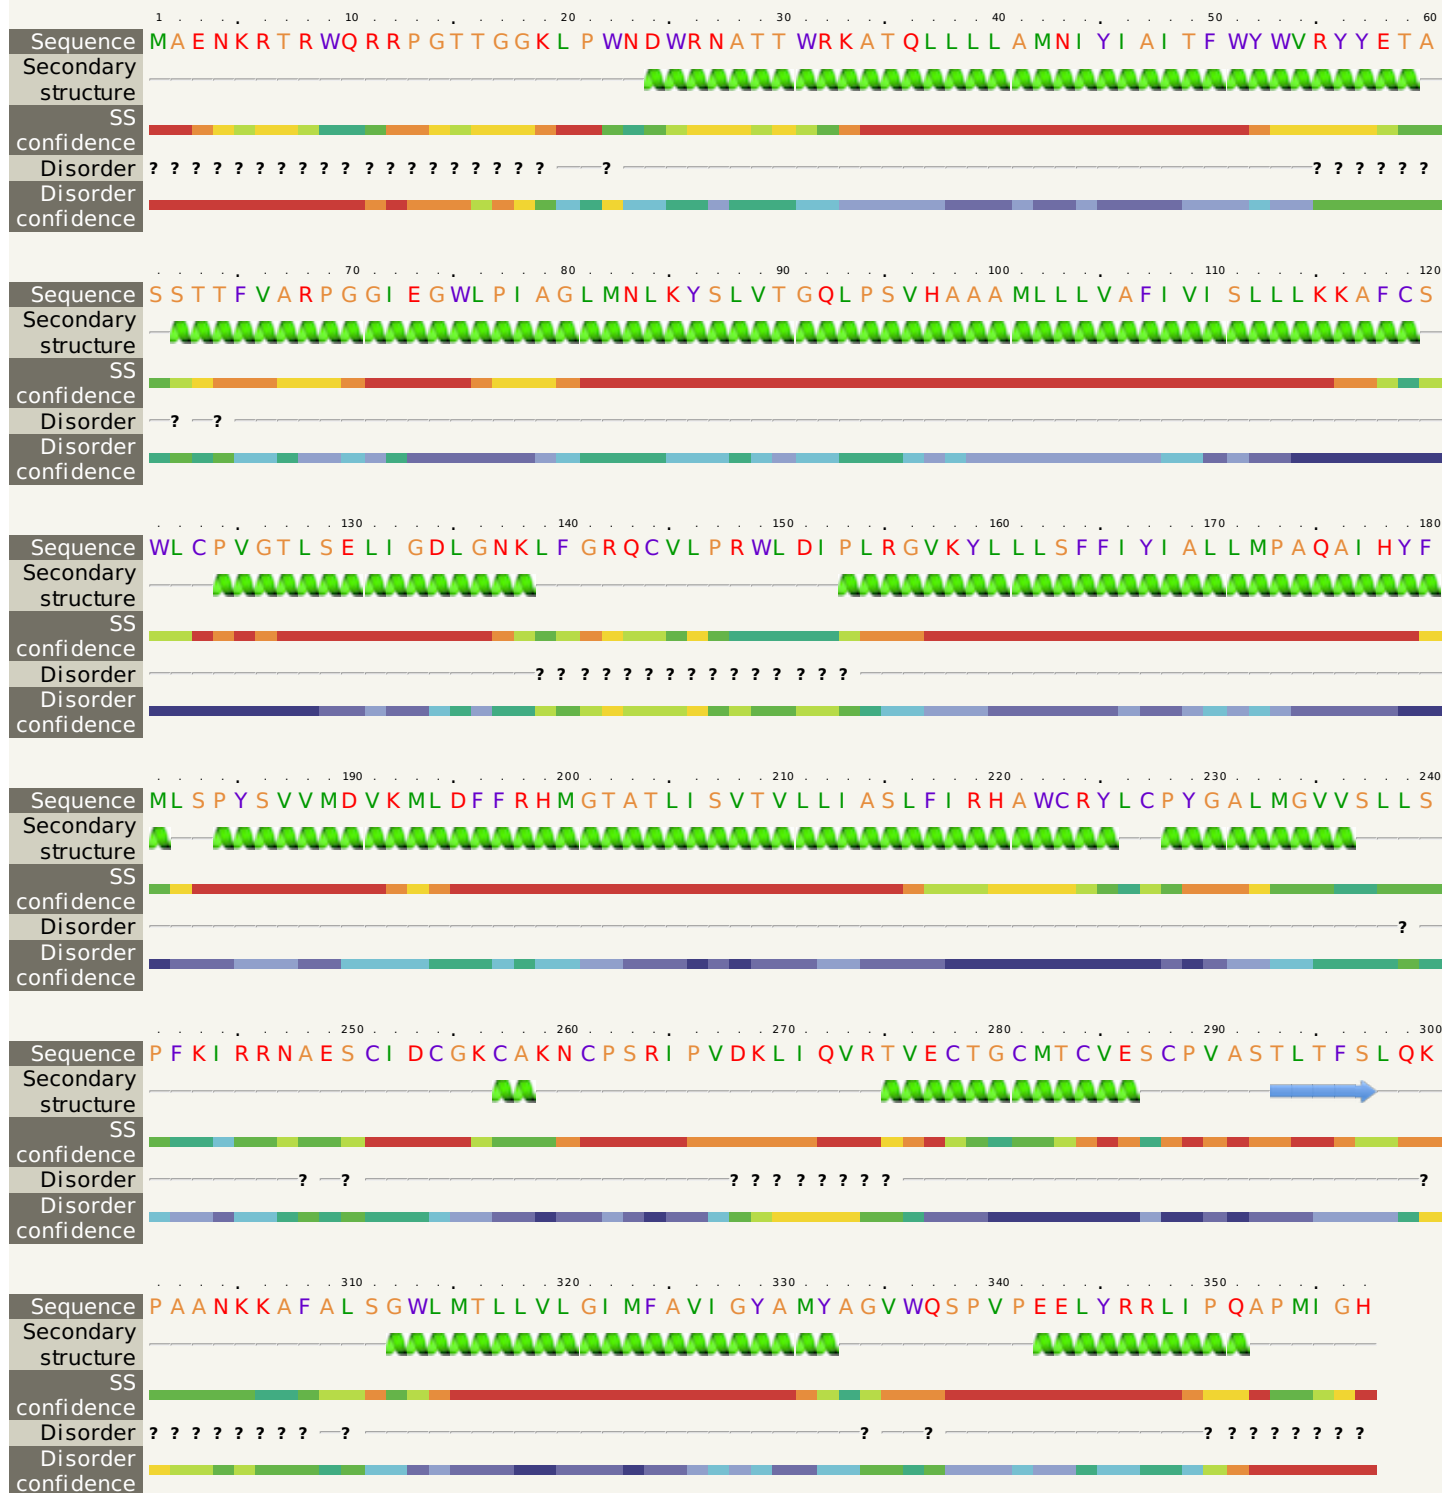 1 10 20 30 40 50 60
Sequence MAENKRTRWQRRPGTTGGKLPWNDWRNATTWRKATQLLLLAMNIYIAITFWYWVRYYETA
Secondary
structure
SS
confidence
Disorder ? ? ? ? ? ? ? ? ? ? ? ? ? ? ? ? ? ? ? ? ? ? ? ? ? ?
Disorder
confidence
70 80 90 100 110 120
Sequence SSTTFVARPGGIEGWLPIAGLMNLKYSLVTGQLPSVHAAAMLLLVAFIVISLLLKKAFCS
Secondary
structure
SS
confidence
Disorder ? ?
Disorder
confidence
130 140 150 160 170 180
Sequence WLCPVGTLSELIGDLGNKLFGRQCVLPRWLDIPLRGVKYLLLSFFIYIALLMPAQAIHYF
Secondary
structure
SS
confidence
Disorder ? ? ? ? ? ? ? ? ? ? ? ? ? ? ?
Disorder
confidence
190 200 210 220 230 240
Sequence MLSPYSVVMDVKMLDFFRHMGTATLISVTVLLIASLFIRHAWCRYLCPYGALMGVVSLLS
Secondary
structure
SS
confidence
Disorder ?
Disorder
confidence
250 260 270 280 290 300
Sequence PFKIRRNAESCIDCGKCAKNCPSRIPVDKLIQVRTVECTGCMTCVESCPVASTLTFSLQK
Secondary
structure
SS
confidence
Disorder ? ? ? ? ? ? ? ? ? ? ?
Disorder
confidence
310 320 330 340 350
Sequence PAANKKAFALSGWLMTLLVLGIMFAVIGYAMYAGVWQSPVPEELYRRLIPQAPMIGH
Secondary
structure
SS
confidence
Disorder ? ? ? ? ? ? ? ? ? ? ? ? ? ? ? ? ? ? ?
Disorder
confidence